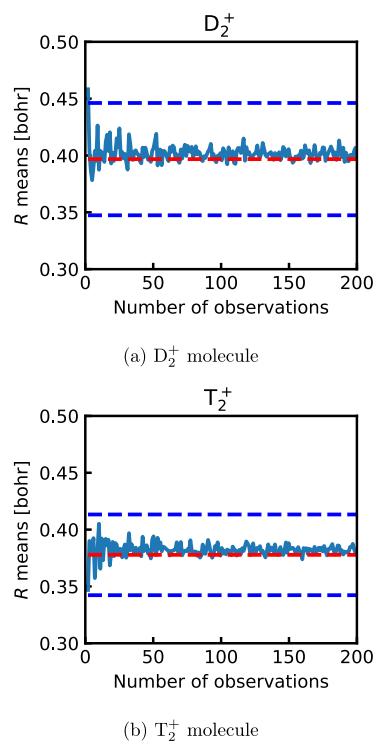 D₂⁺
0.50
0.45
0.40
0.35
0.30
R means [bohr]
0 50 100 150 200
Number of observations
(a) D₂⁺ molecule
T₂⁺
0.50
0.45
0.40
0.35
0.30
R means [bohr]
0 50 100 150 200
Number of observations
(b) T₂⁺ molecule